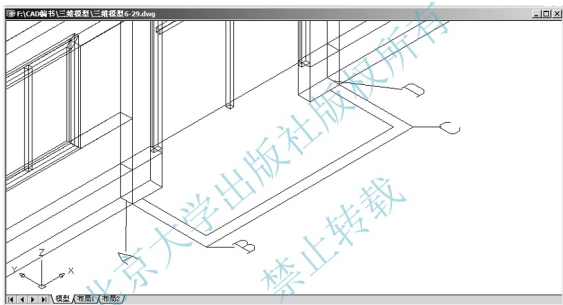 F:\CAD编书\三维模型\三维模型6-29.dwg
D
C
B
A
Z
Y
X
模型 布局1 布局2
北京大学出版社版权所有
禁止转载